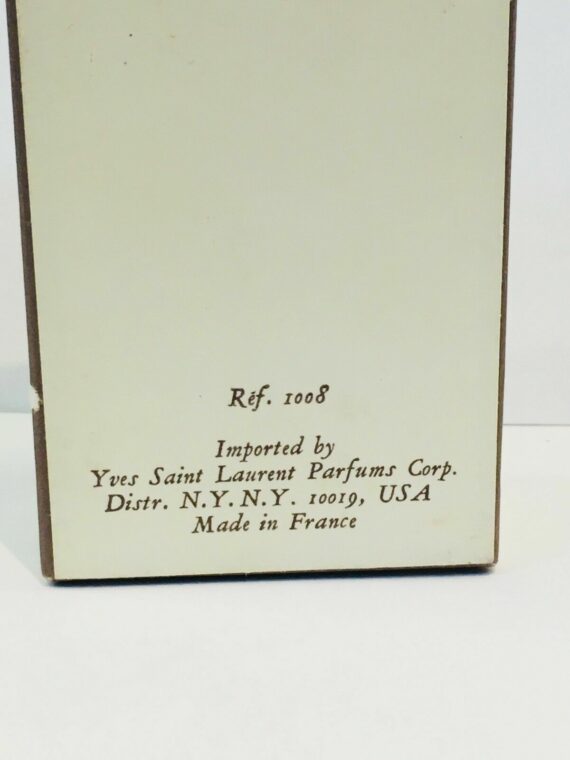 Réf. 1008
Imported by
Yves Saint Laurent Parfums Corp.
Distr. N.Y. N.Y. 10019, USA
Made in France